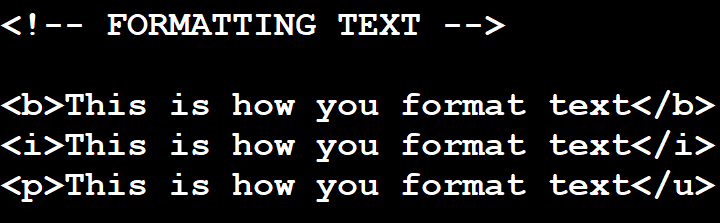 <!-- FORMATTING TEXT -->
<b>This is how you format text</b>
<i>This is how you format text</i>
<p>This is how you format text</u>